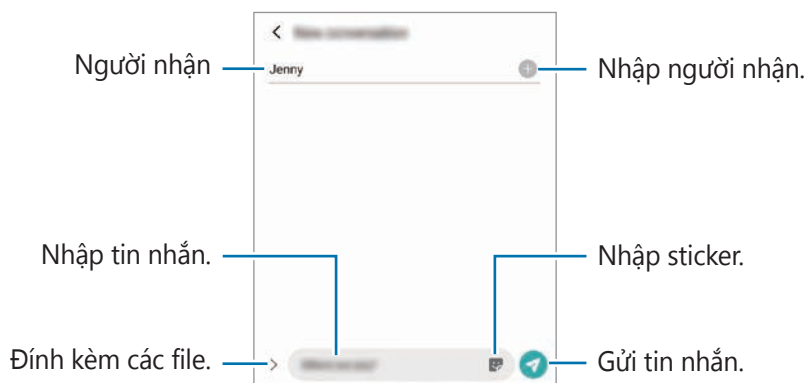 Người nhận
Jenny
Nhập người nhận.
Nhập tin nhắn.
Nhập sticker.
Đính kèm các file.
Gửi tin nhắn.